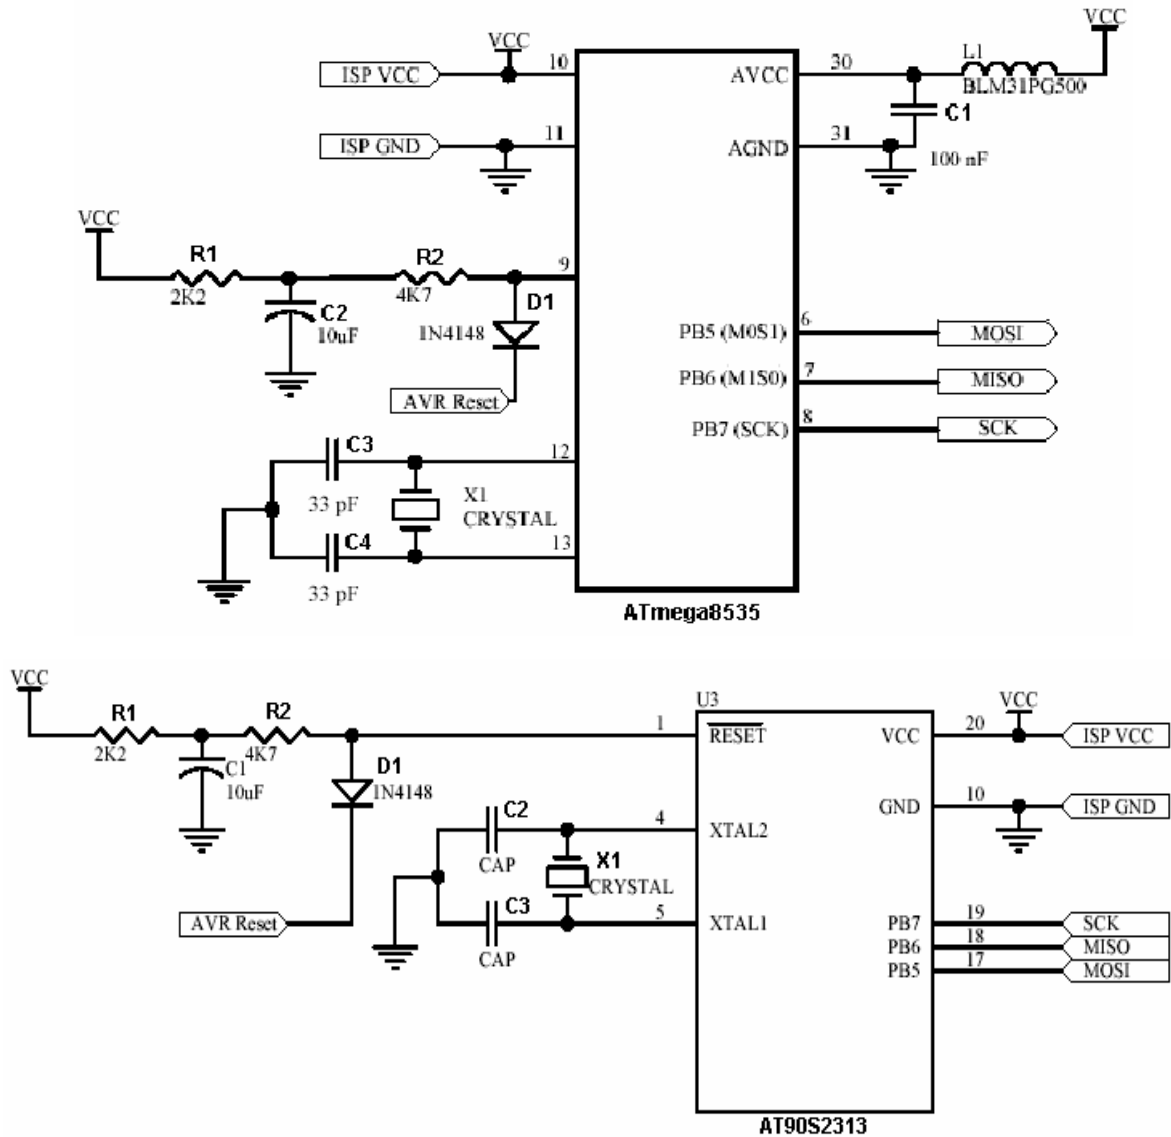 VCC
ISP VCC
10
AVCC
30
L1
BLM31PG500
VCC
C1
100 nF
ISP GND
11
AGND
31
VCC
R1
2K2
C2
10uF
R2
4K7
9
D1
1N4148
AVR Reset
PB5 (M0S1)
6
MOSI
PB6 (M1S0)
7
MISO
PB7 (SCK)
8
SCK
C3
33 pF
12
X1
CRYSTAL
C4
33 pF
13
ATmega8535
VCC
R1
2K2
C1
10uF
R2
4K7
D1
1N4148
AVR Reset
U3
1
RESET
VCC
20
VCC
ISP VCC
GND
10
ISP GND
C2
CAP
4
XTAL2
X1
CRYSTAL
C3
CAP
5
XTAL1
PB7
19
SCK
PB6
18
MISO
PB5
17
MOSI
AT90S2313